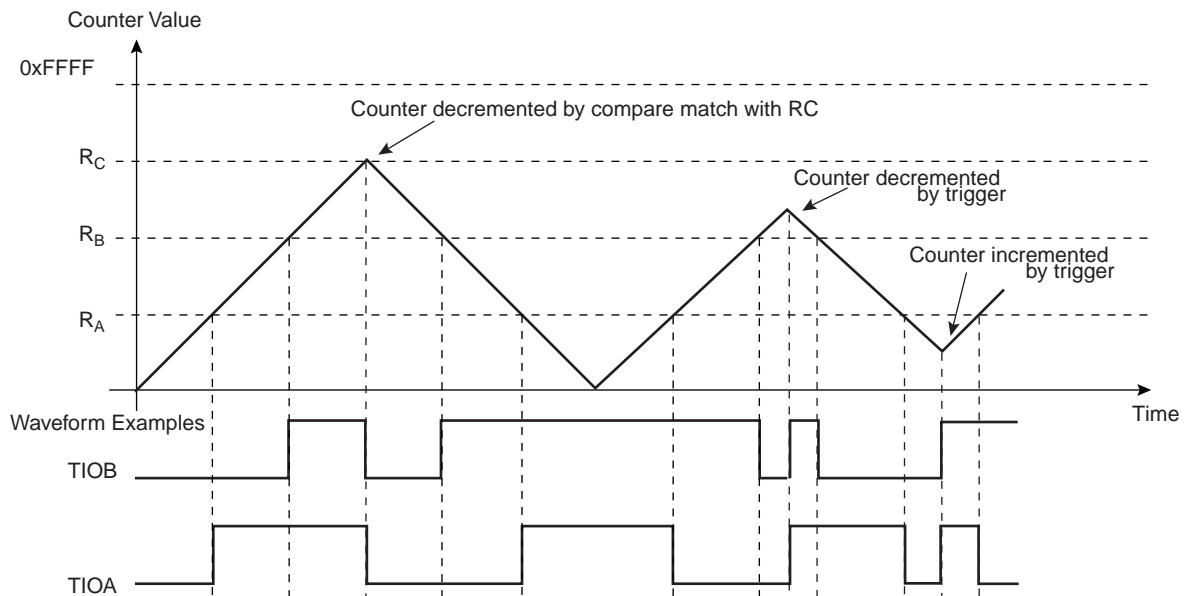 Counter Value
0xFFFF
Counter decremented by compare match with RC
RC
Counter decremented
by trigger
RB
Counter incremented
by trigger
RA
Time
Waveform Examples
TIOB
TIOA